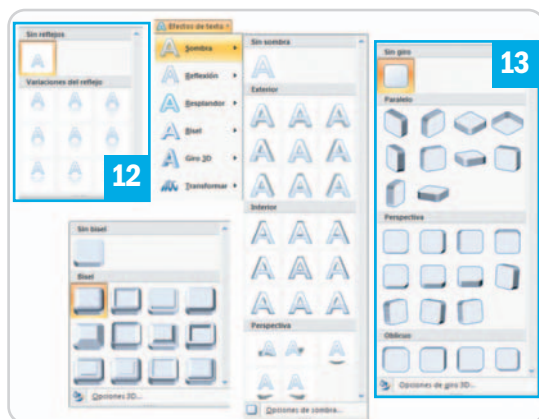 Sin reflejos
Variaciones del reflejo
12
Efectos de texto
Sombra
Reflexión
Resplandor
Bisel
Giro 3D
Transformar
Sin sombra
Exterior
Interior
Perspectiva
Opciones de sombra...
Sin bisel
Bisel
Opciones 3D...
Sin giro
13
Paralelo
Perspectiva
Oblicuo
Opciones de giro 3D...